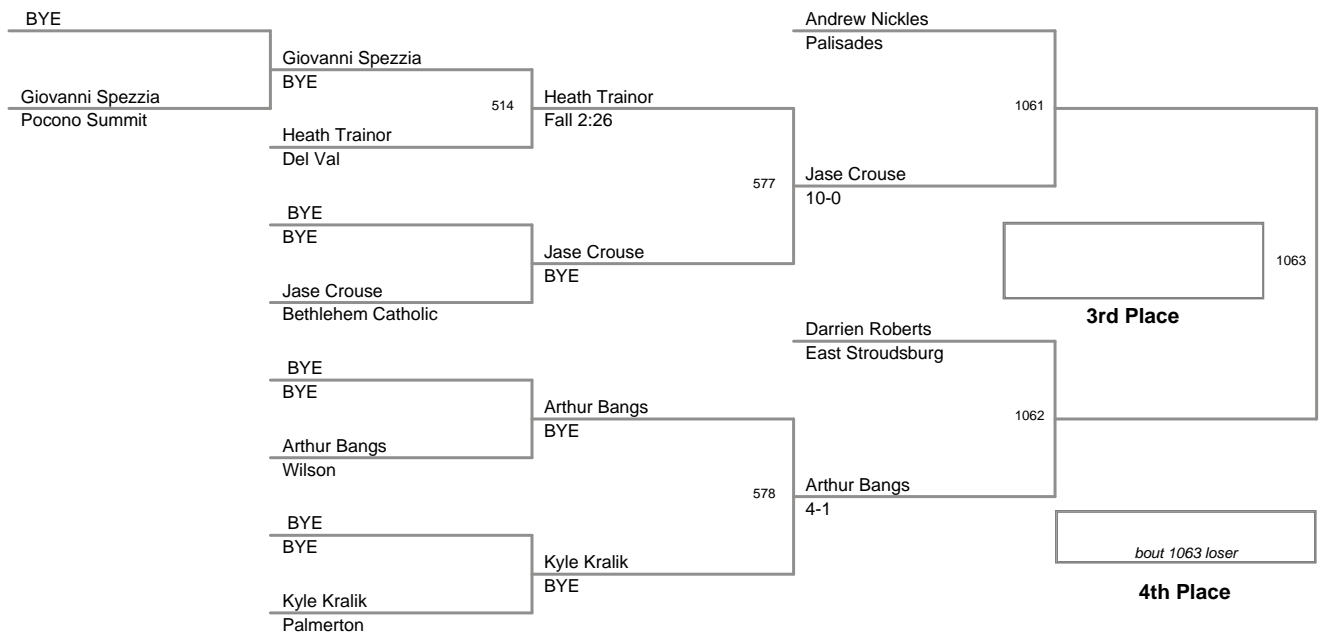 BYE
Giovanni Spezzia
Pocono Summit
Giovanni Spezzia
BYE
514
Heath Trainor
Del Val
BYE
BYE
Jase Crouse
Bethlehem Catholic
BYE
BYE
Arthur Bangs
Wilson
BYE
BYE
Kyle Kralik
Palmerton
Heath Trainor
Fall 2:26
577
Jase Crouse
BYE
Arthur Bangs
BYE
578
Kyle Kralik
BYE
Andrew Nickles
Palisades
1061
Jase Crouse
10-0
Darrien Roberts
East Stroudsburg
1062
Arthur Bangs
4-1
1063
3rd Place
bout 1063 loser
4th Place